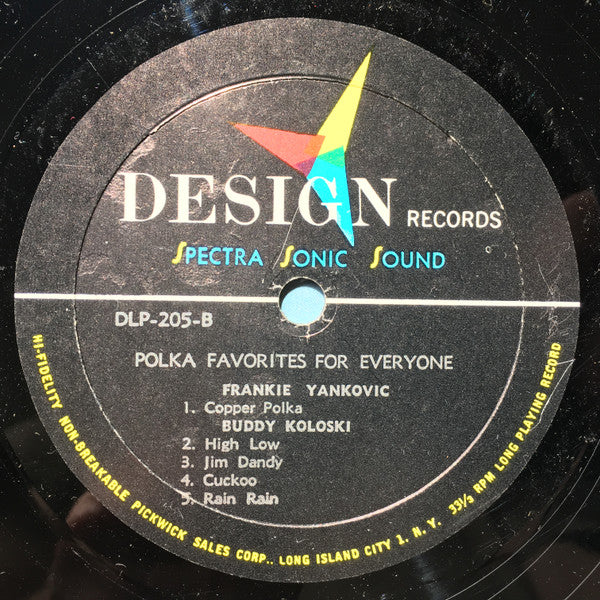 DESIGN RECORDS
SPECTRA SONIC SOUND
DLP-205-B
POLKA FAVORITES FOR EVERYONE
FRANKIE YANKOVIC
1. Copper Polka
BUDDY KOLOSKI
2. High Low
3. Jim Dandy
4. Cuckoo
5. Rain Rain
HI-FIDELITY NON-BREAKABLE PICKWICK SALES CORP.. LONG ISLAND CITY 1. N. Y. 33⅓ RPM LONG PLAYING RECORD